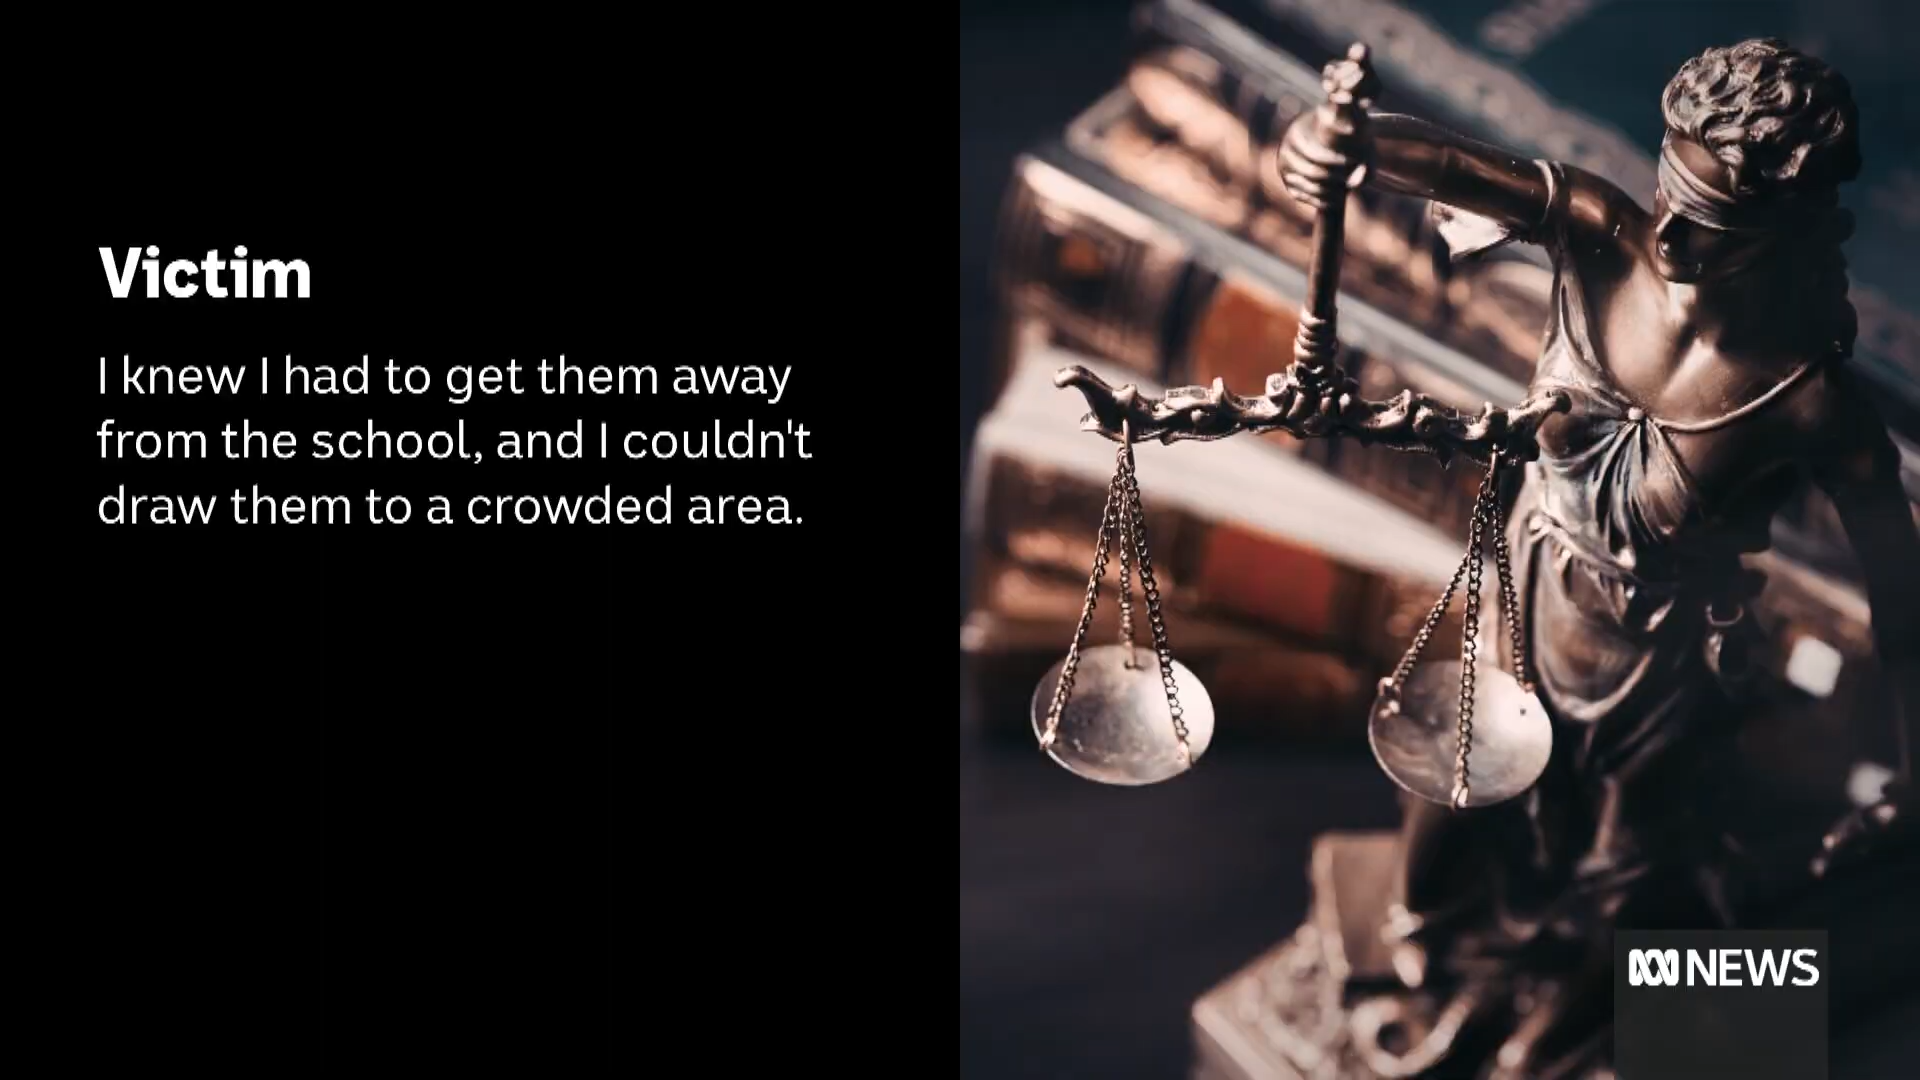 Victim
I knew I had to get them away
from the school, and I couldn't
draw them to a crowded area.
NEWS